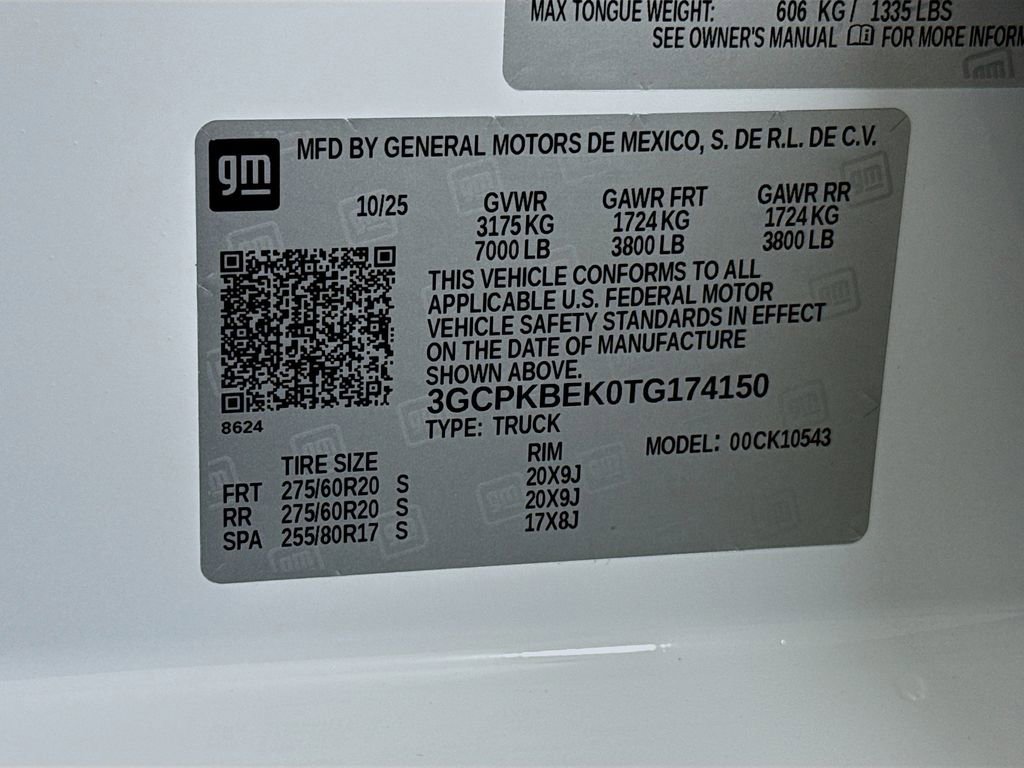 MAX TONGUE WEIGHT: 606 KG / 1335 LBS
SEE OWNER'S MANUAL FOR MORE INFORM
gm
MFD BY GENERAL MOTORS DE MEXICO, S. DE R.L. DE C.V.
10/25 GVWR GAWR FRT GAWR RR
3175 KG 1724 KG 1724 KG
7000 LB 3800 LB 3800 LB
THIS VEHICLE CONFORMS TO ALL
APPLICABLE U.S. FEDERAL MOTOR
VEHICLE SAFETY STANDARDS IN EFFECT
ON THE DATE OF MANUFACTURE
SHOWN ABOVE.
3GCPKBEK0TG174150
8624
TYPE: TRUCK MODEL: 00CK10543
TIRE SIZE RIM
FRT 275/60R20 S 20X9J
RR 275/60R20 S 20X9J
SPA 255/80R17 S 17X8J